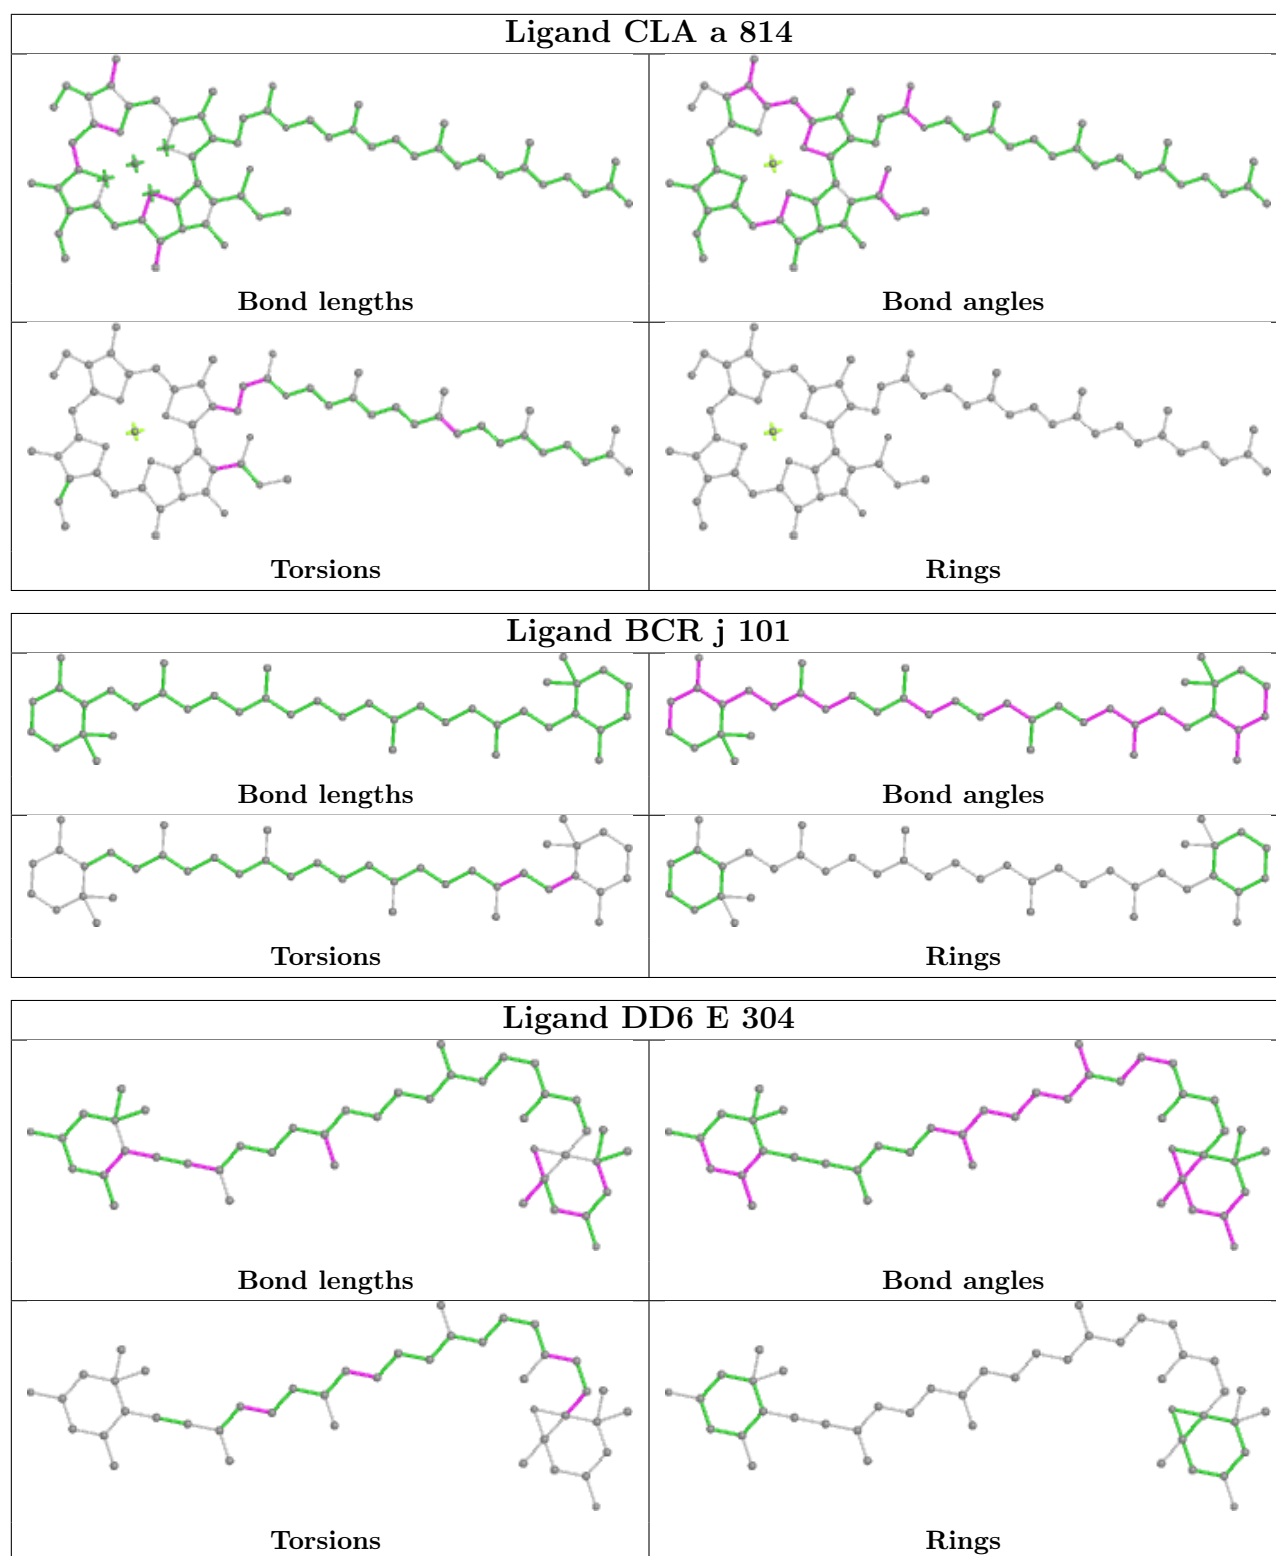 Ligand CLA a 814
Bond lengths
Bond angles
Torsions
Rings
Ligand BCR j 101
Bond lengths
Bond angles
Torsions
Rings
Ligand DD6 E 304
Bond lengths
Bond angles
Torsions
Rings